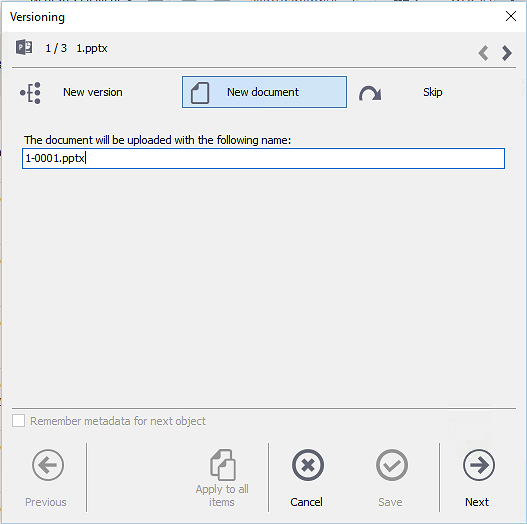 Versioning
1 / 3 1.pptx
New version
New document
Skip
The document will be uploaded with the following name:
1-0001.pptx
Remember metadata for next object
Previous
Apply to all
items
Cancel
Save
Next